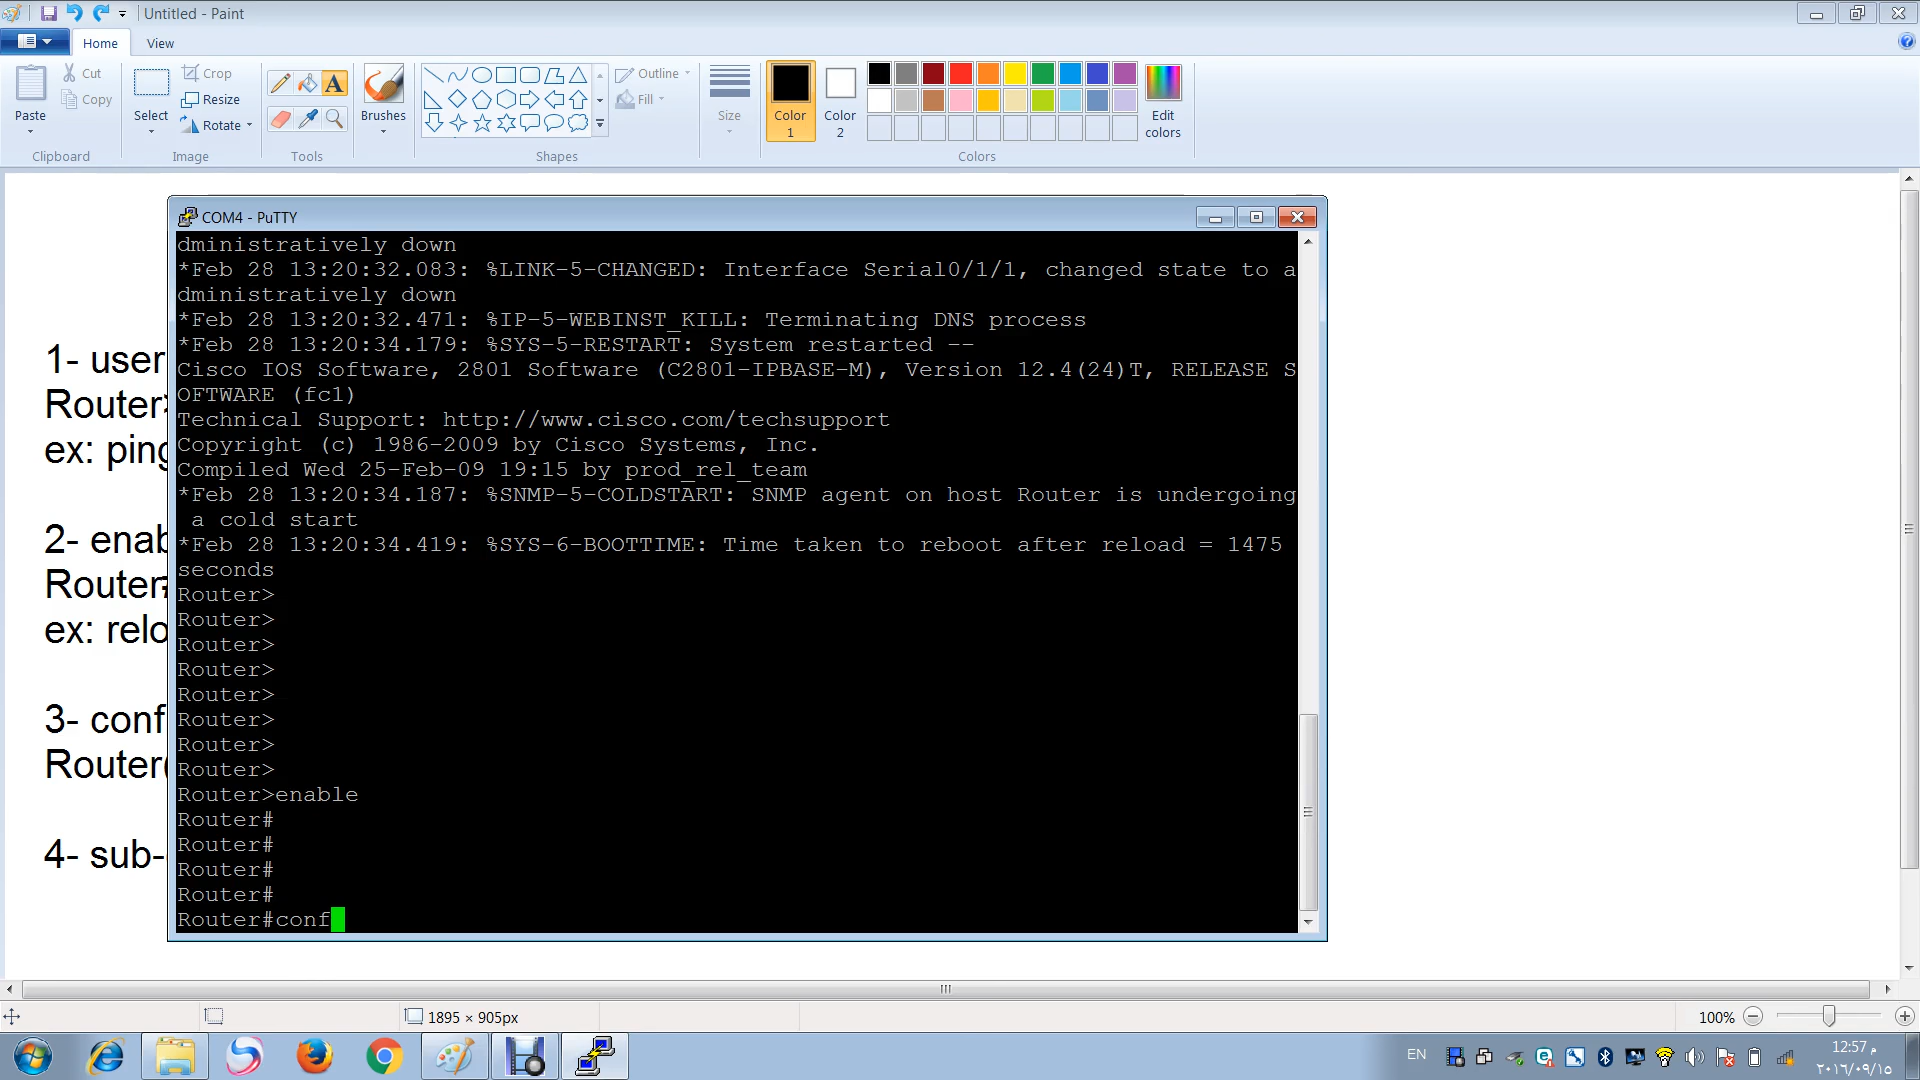 Untitled - Paint
Home
View
Paste
Cut
Copy
Clipboard
Select
Crop
Resize
Rotate
Image
A
Tools
Brushes
Shapes
Outline
Fill
Size
Color
1
Color
2
Edit
colors
Colors
1- user
Router>
ex: ping
2- enab
Router#
ex: relo
3- conf
Router(
4- sub-
COM4 - PuTTY
dministratively down
*Feb 28 13:20:32.083: %LINK-5-CHANGED: Interface Serial0/1/1, changed state to a
dministratively down
*Feb 28 13:20:32.471: %IP-5-WEBINST_KILL: Terminating DNS process
*Feb 28 13:20:34.179: %SYS-5-RESTART: System restarted --
Cisco IOS Software, 2801 Software (C2801-IPBASE-M), Version 12.4(24)T, RELEASE S
OFTWARE (fc1)
Technical Support: http://www.cisco.com/techsupport
Copyright (c) 1986-2009 by Cisco Systems, Inc.
Compiled Wed 25-Feb-09 19:15 by prod_rel_team
*Feb 28 13:20:34.187: %SNMP-5-COLDSTART: SNMP agent on host Router is undergoing
a cold start
*Feb 28 13:20:34.419: %SYS-6-BOOTTIME: Time taken to reboot after reload = 1475
seconds
Router>
Router>
Router>
Router>
Router>
Router>
Router>
Router>
Router>enable
Router#
Router#
Router#
Router#
Router#conf
1895 × 905px
100%
EN
12:57 م
٢٠١٦/٠٩/١٥